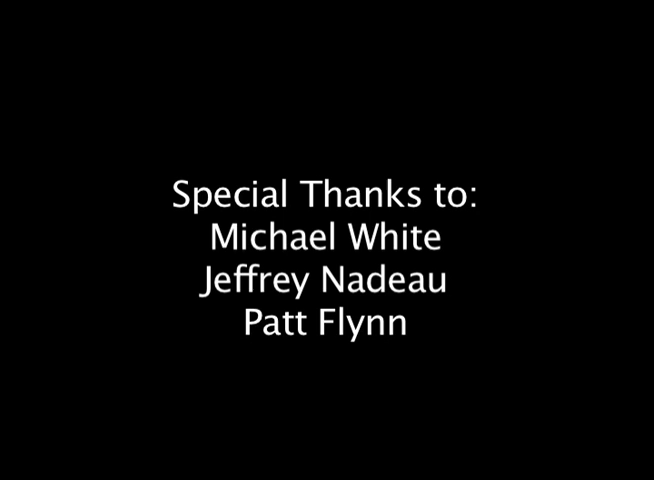 Special Thanks to:
Michael White
Jeffrey Nadeau
Patt Flynn